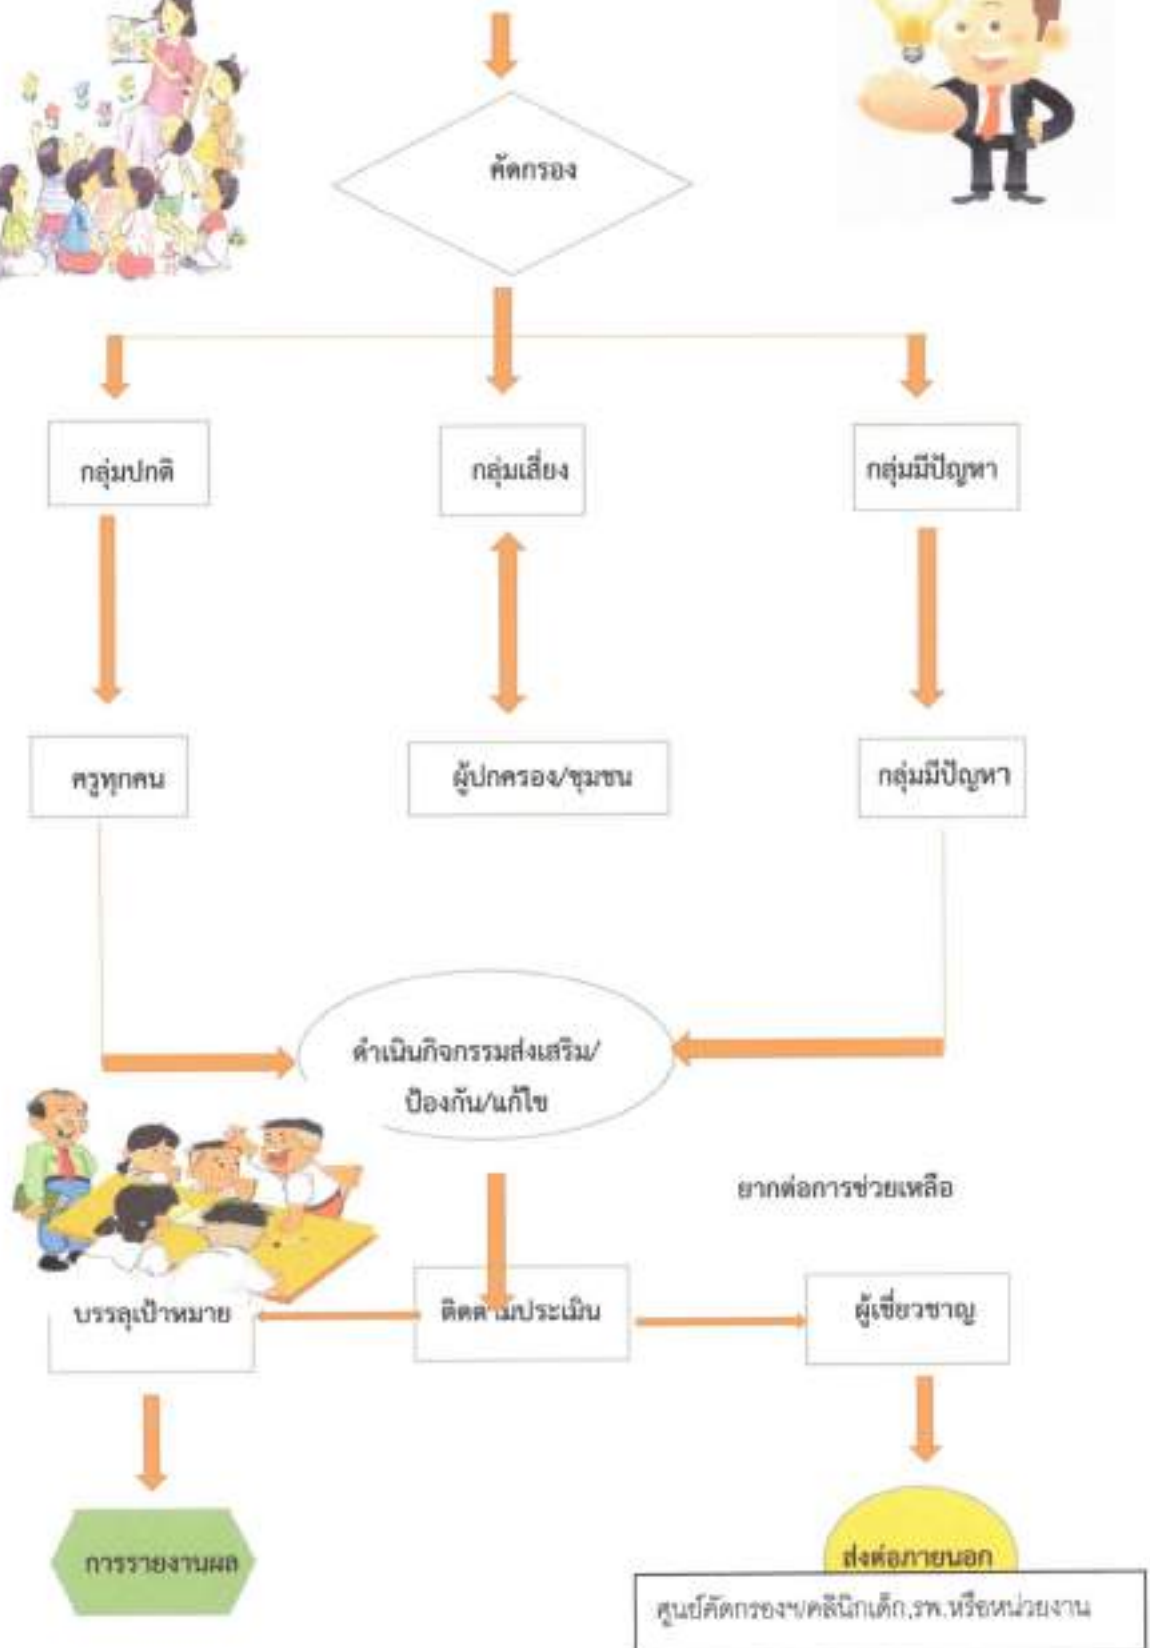 คัดกรอง
กลุ่มปกติ
กลุ่มเสี่ยง
กลุ่มมีปัญหา
ครูทุกคน
ผู้ปกครอง/ชุมชน
กลุ่มมีปัญหา
ดำเนินกิจกรรมส่งเสริม/
ป้องกัน/แก้ไข
ยากต่อการช่วยเหลือ
บรรลุเป้าหมาย
ติดตามประเมิน
ผู้เชี่ยวชาญ
การรายงานผล
ส่งต่อภายนอก
ศูนย์คัดกรองฯ/คลินิกเด็ก,รพ.หรือหน่วยงาน